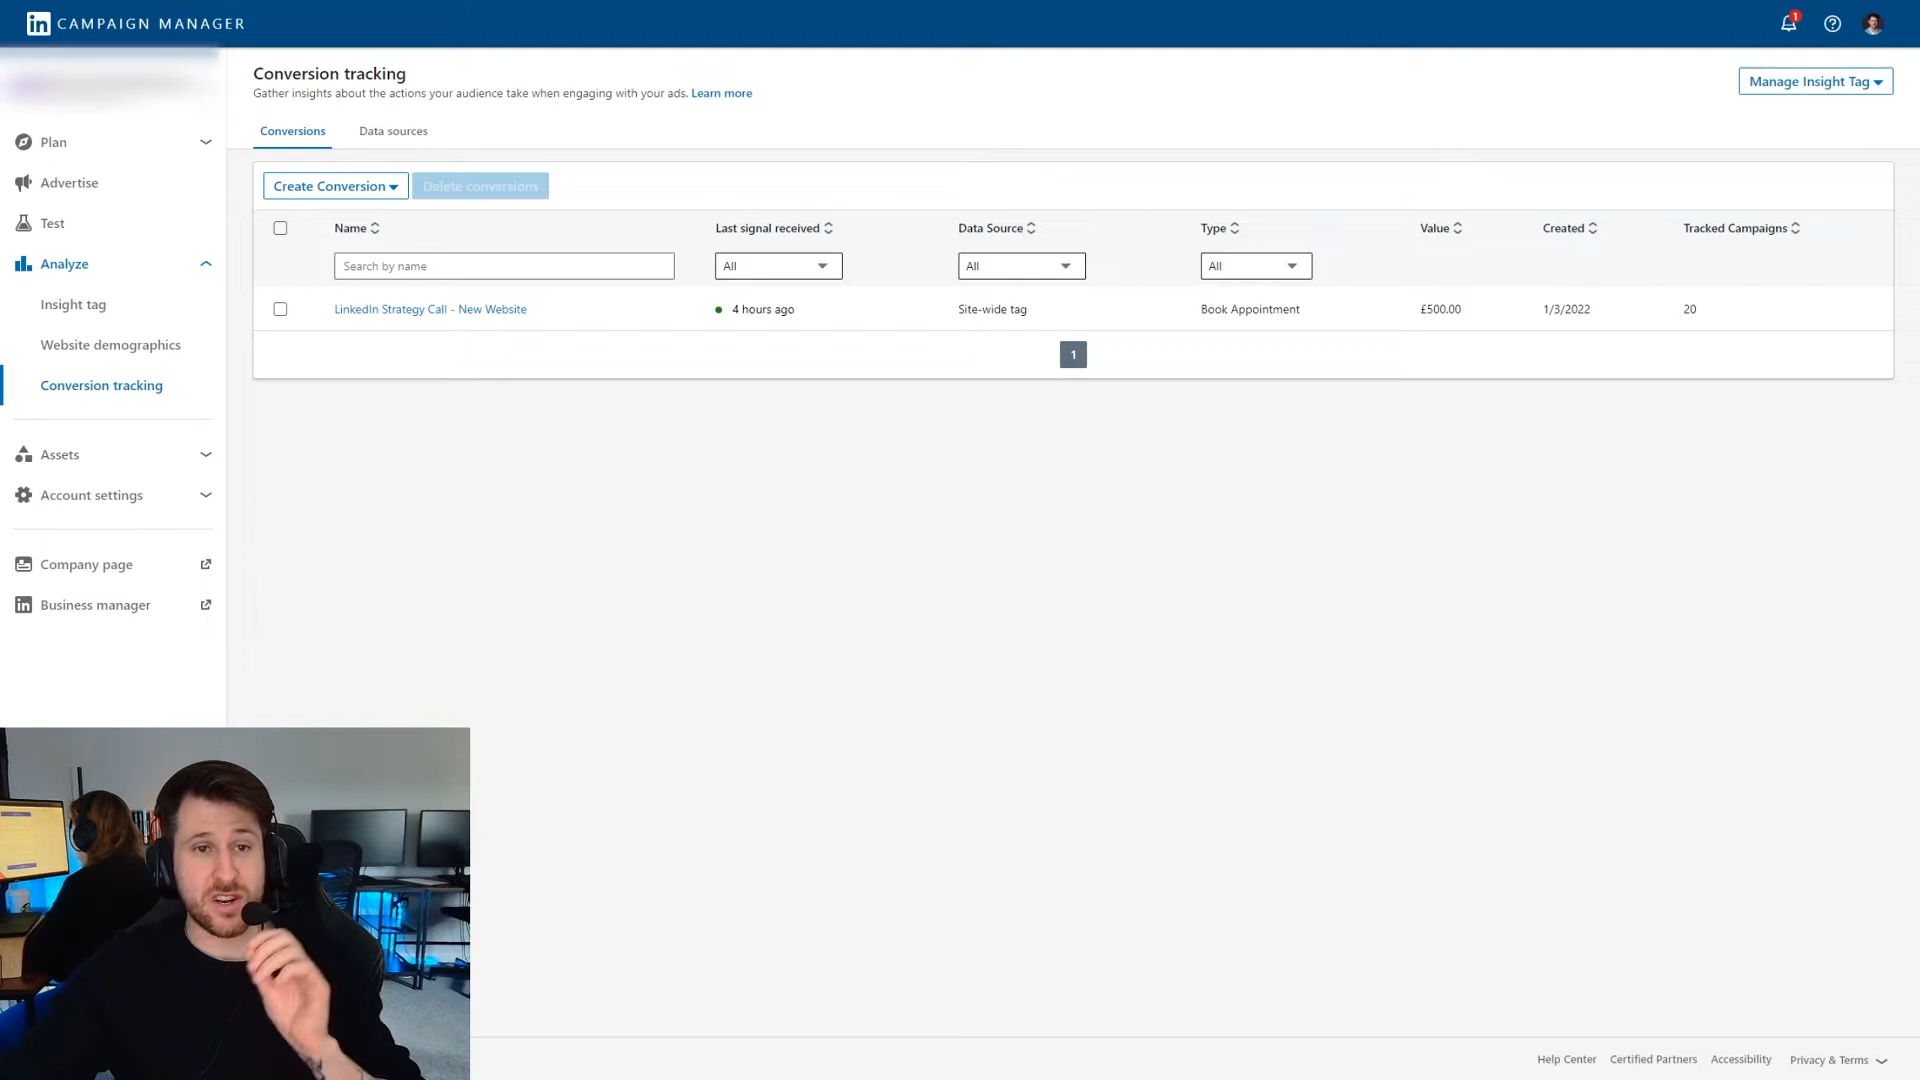 in CAMPAIGN MANAGER
1
Conversion tracking
Gather insights about the actions your audience take when engaging with your ads. Learn more
Manage Insight Tag
Conversions
Data sources
Plan
Advertise
Test
Analyze
Insight tag
Website demographics
Conversion tracking
Assets
Account settings
Company page
Business manager
Create Conversion
Delete conversions
Name
Last signal received
Data Source
Type
Value
Created
Tracked Campaigns
Search by name
All
All
All
LinkedIn Strategy Call - New Website
4 hours ago
Site-wide tag
Book Appointment
£500.00
1/3/2022
20
1
Help Center
Certified Partners
Accessibility
Privacy & Terms